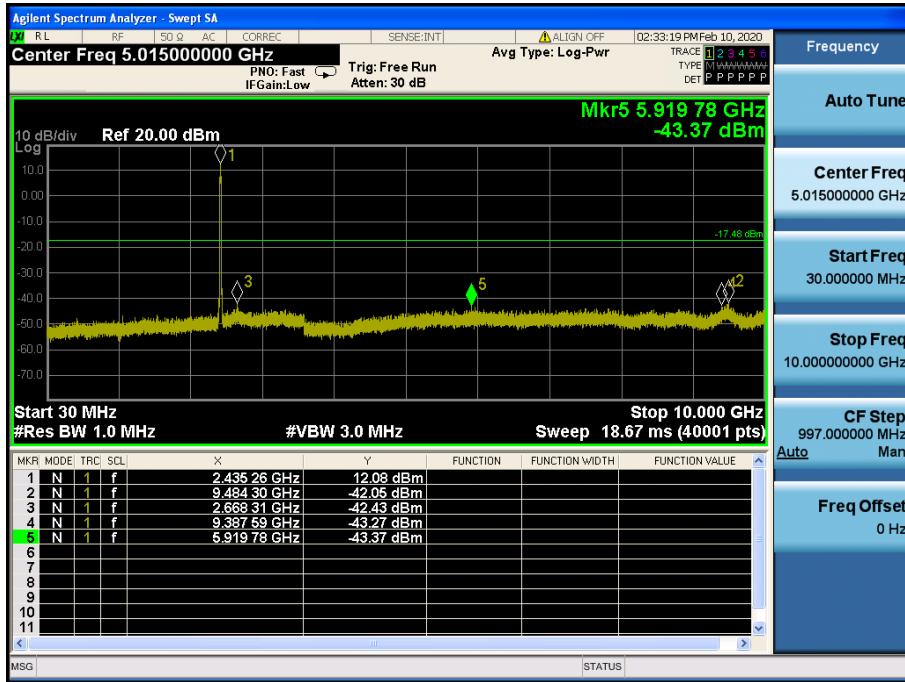 Agilent Spectrum Analyzer - Swept SA
LXI RL RF 50 Ω AC CORREC SENSE:INT ALIGN OFF 02:33:19 PM Feb 10, 2020
Center Freq 5.015000000 GHz
PNO: Fast
IFGain:Low
Trig: Free Run
Atten: 30 dB
Avg Type: Log-Pwr
TRACE 1 2 3 4 5 6
TYPE M
DET P P P P P P
Mkr5 5.919 78 GHz
-43.37 dBm
10 dB/div Ref 20.00 dBm
Log
1
10.0
0.00
-10.0
-17.48 dBm
-20.0
-30.0
3
5
42
-40.0
-50.0
-60.0
-70.0
Start 30 MHz Stop 10.000 GHz
#Res BW 1.0 MHz #VBW 3.0 MHz Sweep 18.67 ms (40001 pts)
MKR MODE TRC SCL X Y FUNCTION FUNCTION WIDTH FUNCTION VALUE
1 N 1 f 2.435 26 GHz 12.08 dBm
2 N 1 f 9.484 30 GHz -42.05 dBm
3 N 1 f 2.668 31 GHz -42.43 dBm
4 N 1 f 9.387 59 GHz -43.27 dBm
5 N 1 f 5.919 78 GHz -43.37 dBm
6
7
8
9
10
11
MSG STATUS
Frequency
Auto Tune
Center Freq
5.015000000 GHz
Start Freq
30.000000 MHz
Stop Freq
10.000000000 GHz
CF Step
997.000000 MHz
Auto Man
Freq Offset
0 Hz